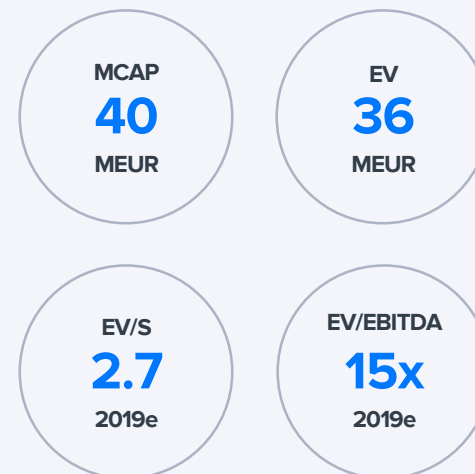 MCAP
40
MEUR
EV
36
MEUR
EV/S
2.7
2019e
EV/EBITDA
15x
2019e